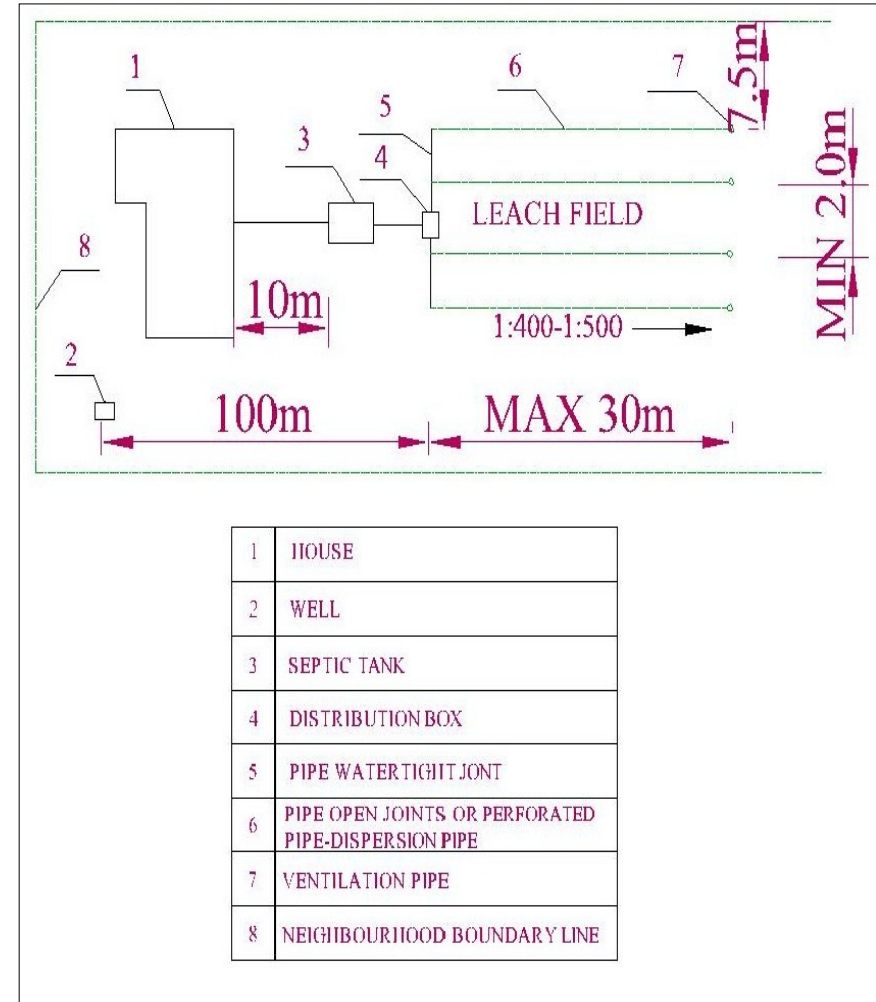 1
6
7
7.5m
5
3
4
MIN 2.0m
LEACH FIELD
8
10m
1:400-1:500
2
100m
MAX 30m
1 HOUSE
2 WELL
3 SEPTIC TANK
4 DISTRIBUTION BOX
5 PIPE WATERTIGHT JONT
6 PIPE OPEN JOINTS OR PERFORATED
PIPE-DISPERSION PIPE
7 VENTILATION PIPE
8 NEIGHBOURHOOD BOUNDARY LINE